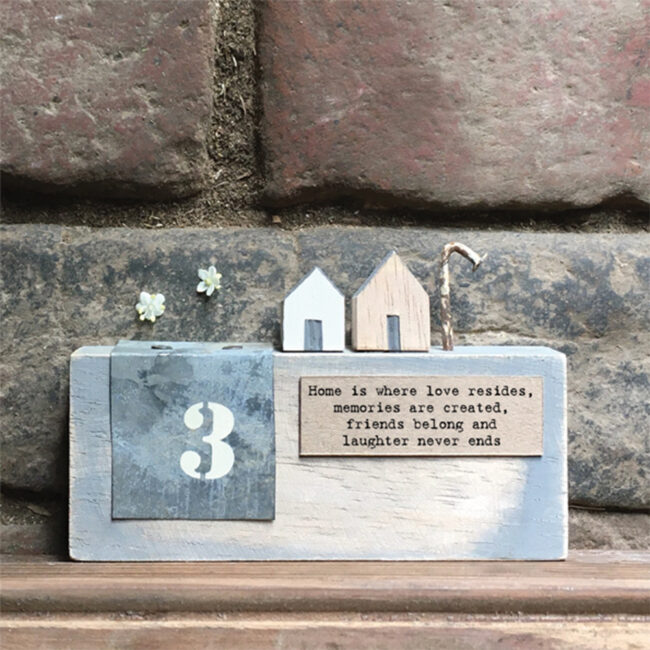 3
Home is where love resides,
memories are created,
friends belong and
laughter never ends